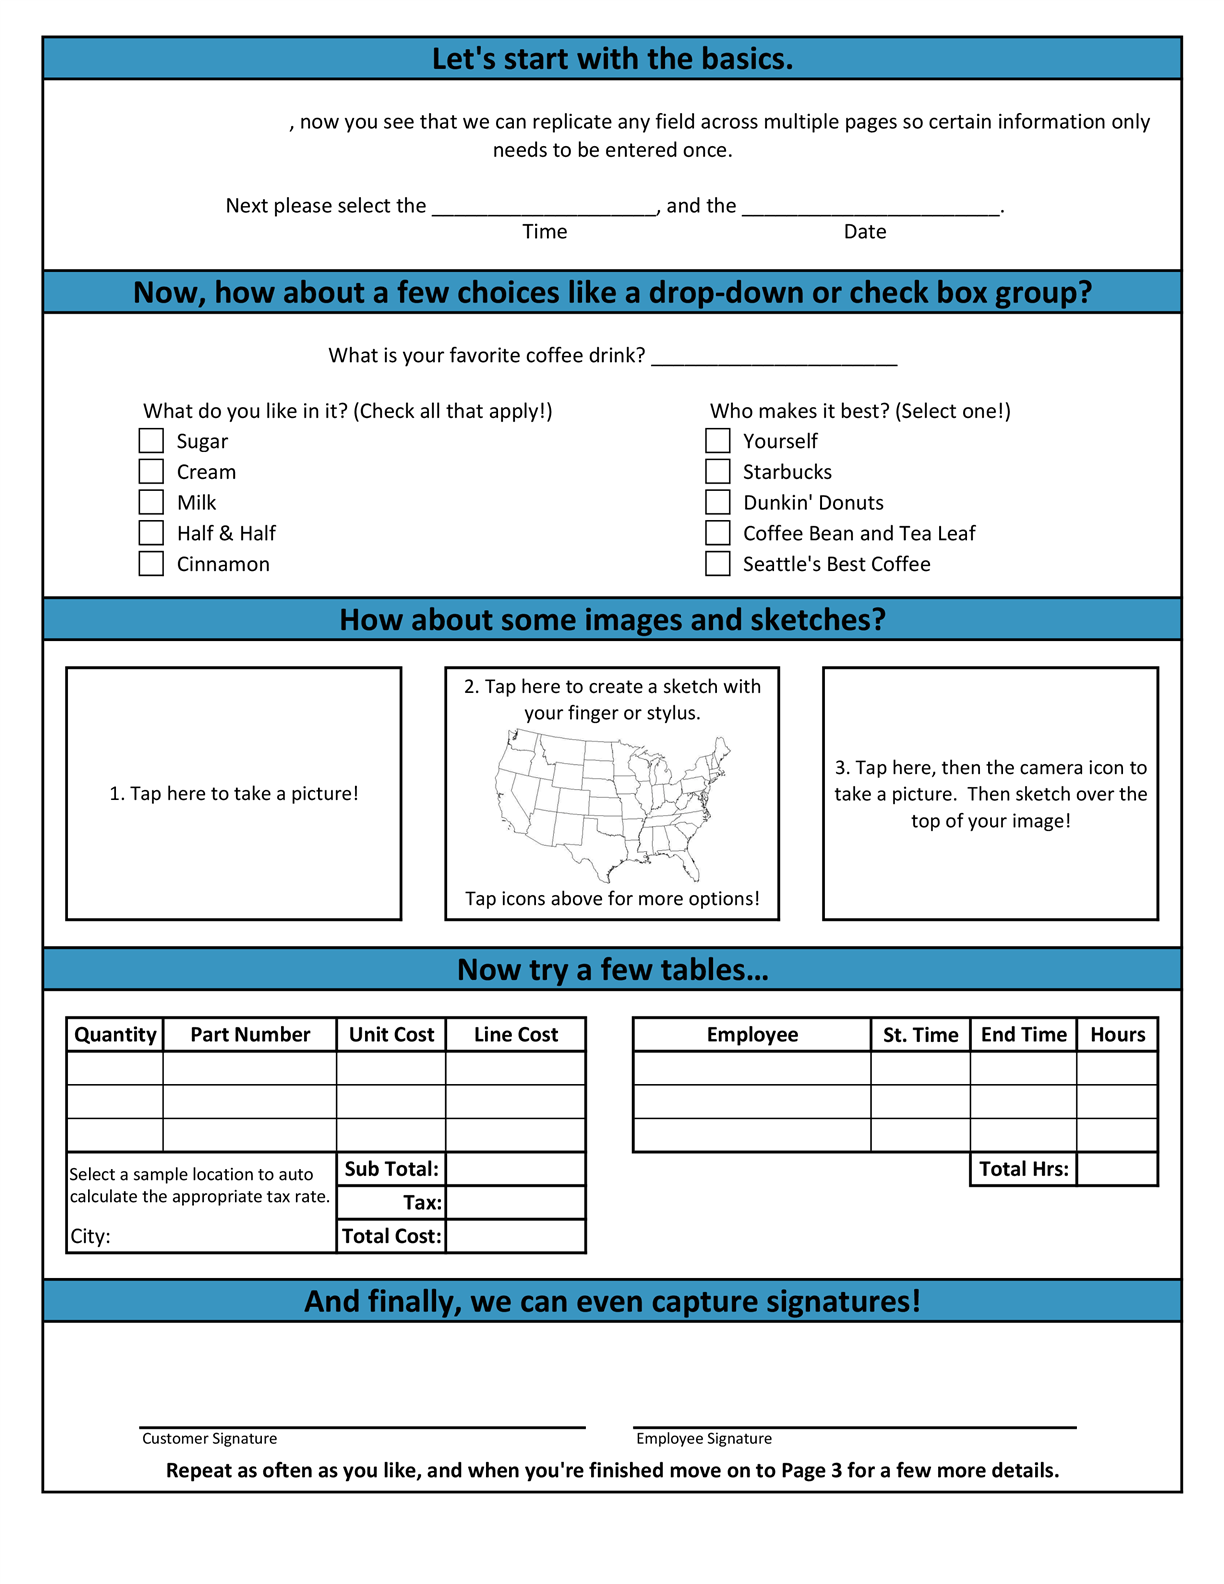 Let's start with the basics.
, now you see that we can replicate any field across multiple pages so certain information only
needs to be entered once.
Next please select the ____________________, and the _______________________.
Time Date
Now, how about a few choices like a drop-down or check box group?
What is your favorite coffee drink? ______________________
What do you like in it? (Check all that apply!)
Sugar
Cream
Milk
Half & Half
Cinnamon
Who makes it best? (Select one!)
Yourself
Starbucks
Dunkin' Donuts
Coffee Bean and Tea Leaf
Seattle's Best Coffee
How about some images and sketches?
1. Tap here to take a picture!
2. Tap here to create a sketch with
your finger or stylus.
Tap icons above for more options!
3. Tap here, then the camera icon to
take a picture.  Then sketch over the
top of your image!
Now try a few tables...
Quantity Part Number Unit Cost Line Cost
Select a sample location to auto
calculate the appropriate tax rate.
City:
Sub Total:
Tax:
Total Cost:
Employee St. Time End Time Hours
Total Hrs:
And finally, we can even capture signatures!
Customer Signature
Employee Signature
Repeat as often as you like, and when you're finished move on to Page 3 for a few more details.